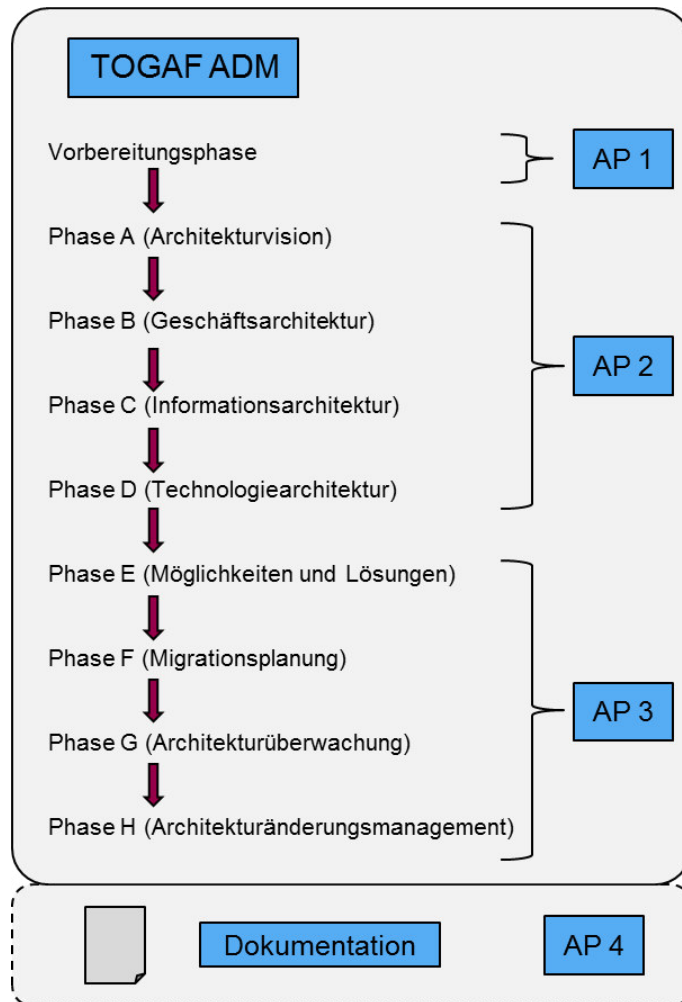 TOGAF ADM
Vorbereitungsphase
AP 1
Phase A (Architekturvision)
Phase B (Geschäftsarchitektur)
AP 2
Phase C (Informationsarchitektur)
Phase D (Technologiearchitektur)
Phase E (Möglichkeiten und Lösungen)
Phase F (Migrationsplanung)
AP 3
Phase G (Architekturüberwachung)
Phase H (Architekturänderungsmanagement)
Dokumentation
AP 4